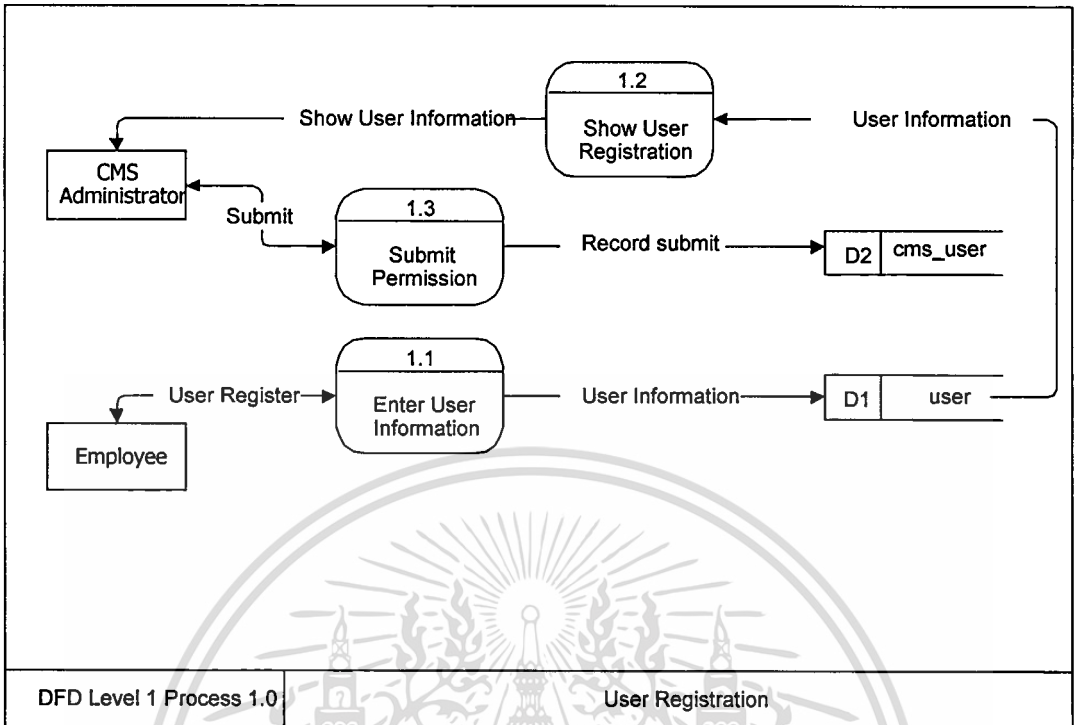 1.2
Show User Information
Show User
Registration
User Information
CMS
Administrator
Submit
1.3
Submit
Permission
Record submit
D2 cms_user
1.1
User Register
Enter User
Information
User Information
D1 user
Employee
DFD Level 1 Process 1.0
User Registration